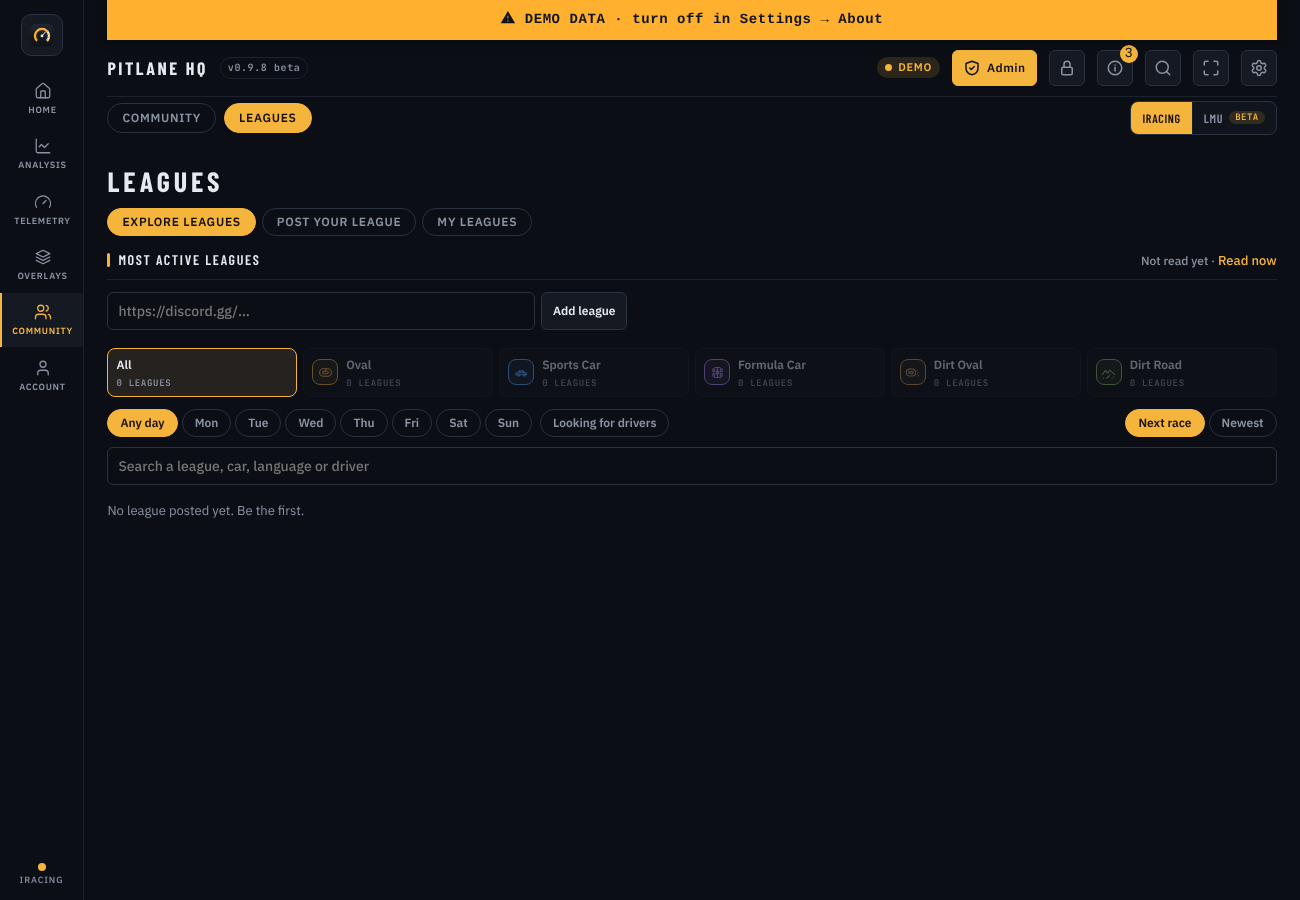 ⚠ DEMO DATA · turn off in Settings → About
PITLANE HQ
v0.9.8 beta
DEMO
Admin
3
HOME
ANALYSIS
TELEMETRY
OVERLAYS
COMMUNITY
ACCOUNT
IRACING
COMMUNITY
LEAGUES
IRACING
LMU BETA
LEAGUES
EXPLORE LEAGUES
POST YOUR LEAGUE
MY LEAGUES
MOST ACTIVE LEAGUES
Not read yet · Read now
https://discord.gg/...
Add league
All
0 LEAGUES
Oval
0 LEAGUES
Sports Car
0 LEAGUES
Formula Car
0 LEAGUES
Dirt Oval
0 LEAGUES
Dirt Road
0 LEAGUES
Any day
Mon
Tue
Wed
Thu
Fri
Sat
Sun
Looking for drivers
Next race
Newest
Search a league, car, language or driver
No league posted yet. Be the first.